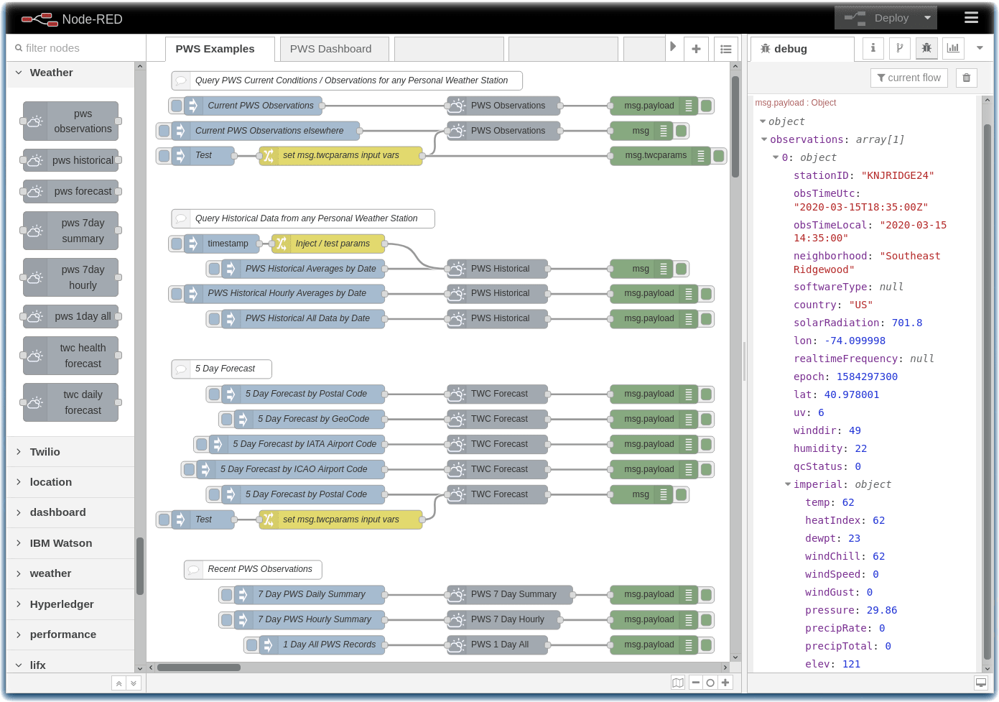 Node-RED
Deploy
filter nodes
PWS Examples
PWS Dashboard
debug
current flow
Weather
pws
observations
pws historical
pws forecast
pws 7day
summary
pws 7day
hourly
pws 1day all
twc health
forecast
twc daily
forecast
Twilio
location
dashboard
IBM Watson
weather
Hyperledger
performance
lifx
Query PWS Current Conditions / Observations for any Personal Weather Station
Current PWS Observations
PWS Observations
msg.payload
Current PWS Observations elsewhere
PWS Observations
msg
Test
set msg.twcparams input vars
msg.twcparams
Query Historical Data from any Personal Weather Station
timestamp
Inject / test params
PWS Historical Averages by Date
PWS Historical
msg
PWS Historical Hourly Averages by Date
PWS Historical
msg.payload
PWS Historical All Data by Date
PWS Historical
msg.payload
5 Day Forecast
5 Day Forecast by Postal Code
TWC Forecast
msg.payload
5 Day Forecast by GeoCode
TWC Forecast
msg.payload
5 Day Forecast by IATA Airport Code
TWC Forecast
msg.payload
5 Day Forecast by ICAO Airport Code
TWC Forecast
msg.payload
5 Day Forecast by Postal Code
TWC Forecast
msg
Test
set msg.twcparams input vars
Recent PWS Observations
7 Day PWS Daily Summary
PWS 7 Day Summary
msg.payload
7 Day PWS Hourly Summary
PWS 7 Day Hourly
msg.payload
1 Day All PWS Records
PWS 1 Day All
msg.payload
msg.payload : Object
object
observations: array[1]
0: object
stationID: "KNJRIDGE24"
obsTimeUtc:
"2020-03-15T18:35:00Z"
obsTimeLocal: "2020-03-15
14:35:00"
neighborhood: "Southeast
Ridgewood"
softwareType: null
country: "US"
solarRadiation: 701.8
lon: -74.099998
realtimeFrequency: null
epoch: 1584297300
lat: 40.978001
uv: 6
winddir: 49
humidity: 22
qcStatus: 0
imperial: object
temp: 62
heatIndex: 62
dewpt: 23
windChill: 62
windSpeed: 0
windGust: 0
pressure: 29.86
precipRate: 0
precipTotal: 0
elev: 121